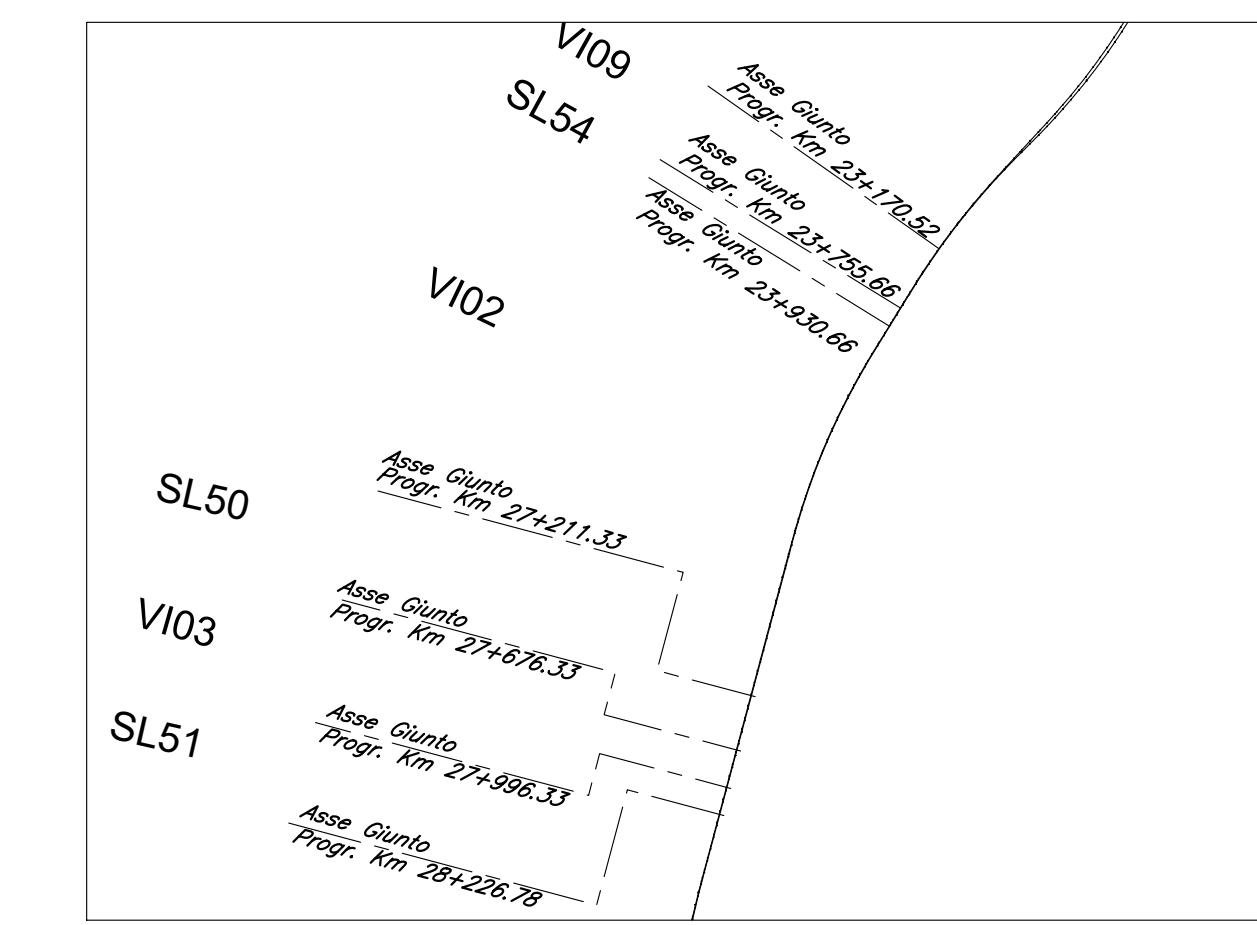 VI09
Asse Giunto
Progr. Km 23+170.52
SL54
Asse Giunto
Progr. Km 23+755.66
Asse Giunto
Progr. Km 23+930.66
VI02
Asse Giunto
Progr. Km 27+211.33
SL50
Asse Giunto
Progr. Km 27+676.33
VI03
Asse Giunto
Progr. Km 27+996.33
SL51
Asse Giunto
Progr. Km 28+226.78